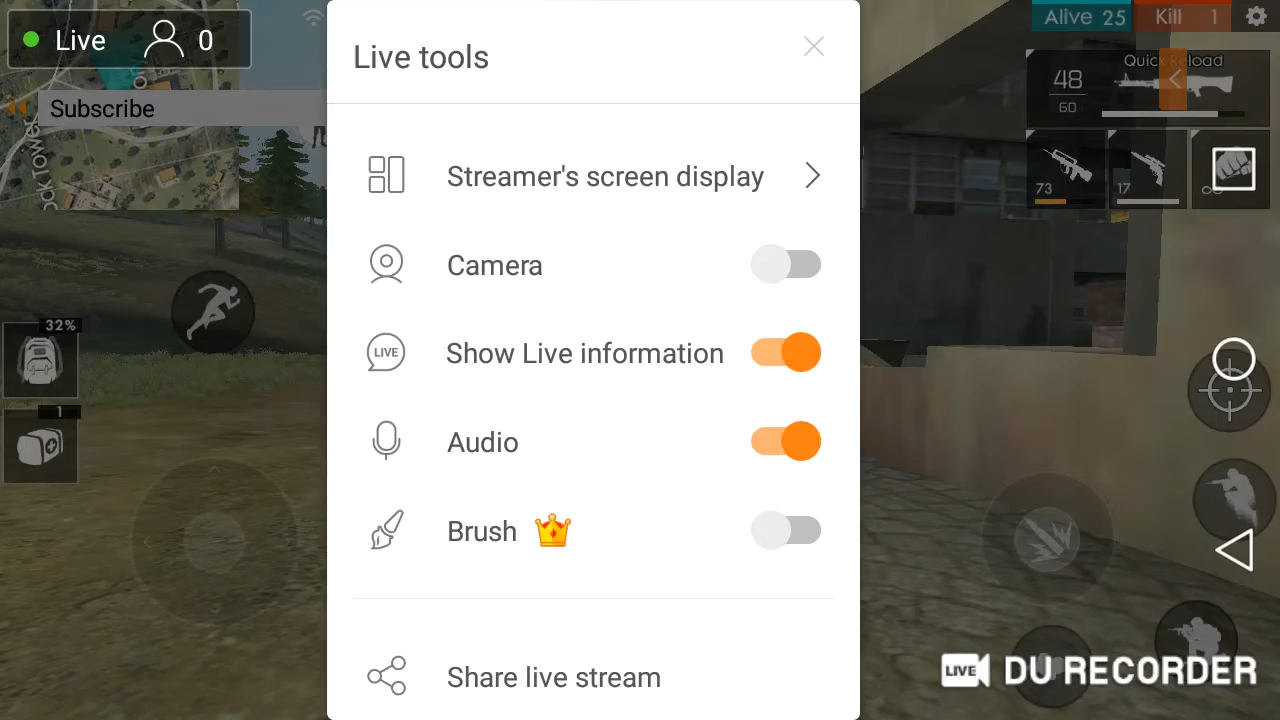 Live 0
Subscribe
Live tools
Streamer's screen display
Camera
LIVE
Show Live information
Audio
Brush
Share live stream
Alive 25
Kill 1
48
60
Quick Reload
73
17
∞
32%
1
LIVE DU RECORDER